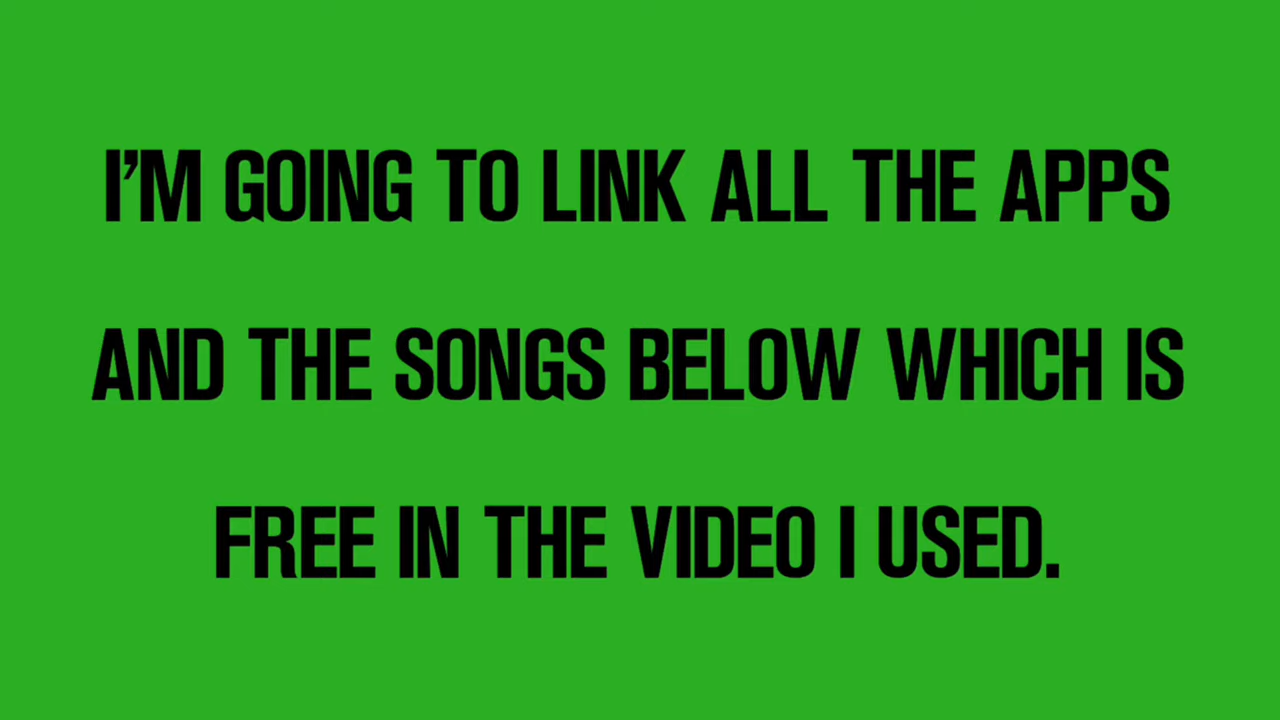 I'M GOING TO LINK ALL THE APPS
AND THE SONGS BELOW WHICH IS
FREE IN THE VIDEO I USED.